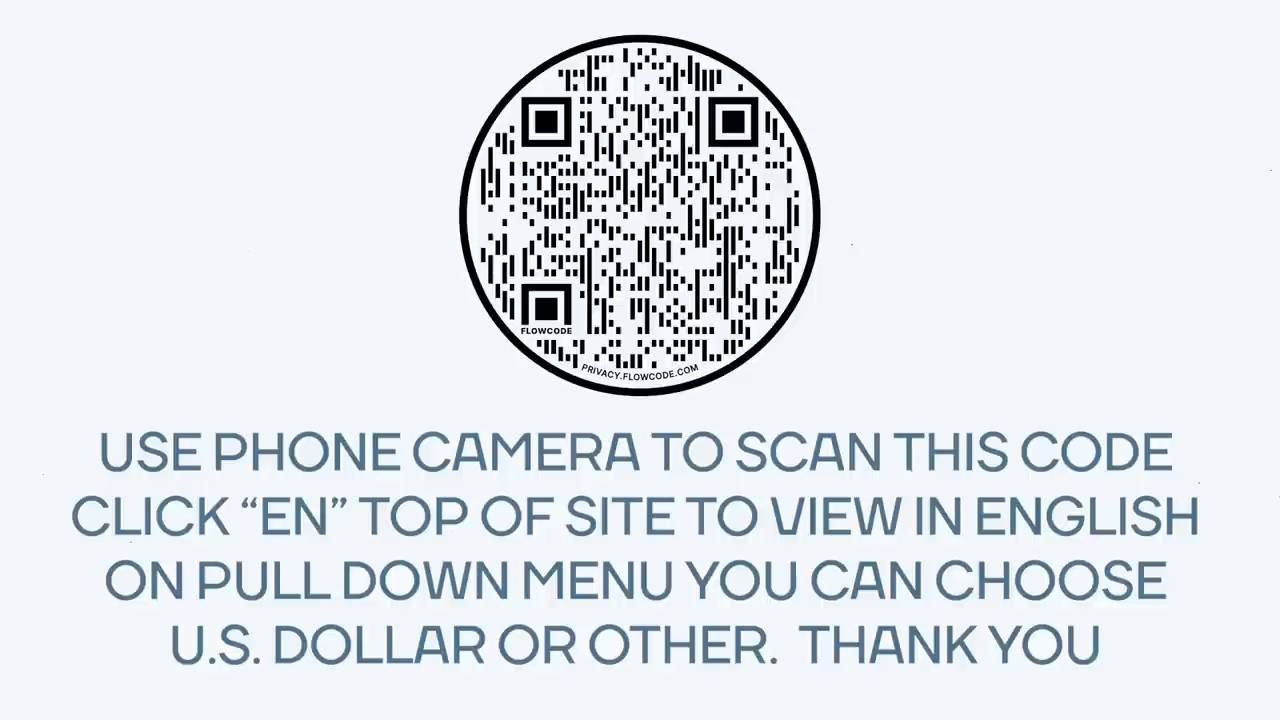 FLOWCODE
PRIVACY.FLOWCODE.COM
USE PHONE CAMERA TO SCAN THIS CODE
CLICK “EN” TOP OF SITE TO VIEW IN ENGLISH
ON PULL DOWN MENU YOU CAN CHOOSE
U.S. DOLLAR OR OTHER. THANK YOU